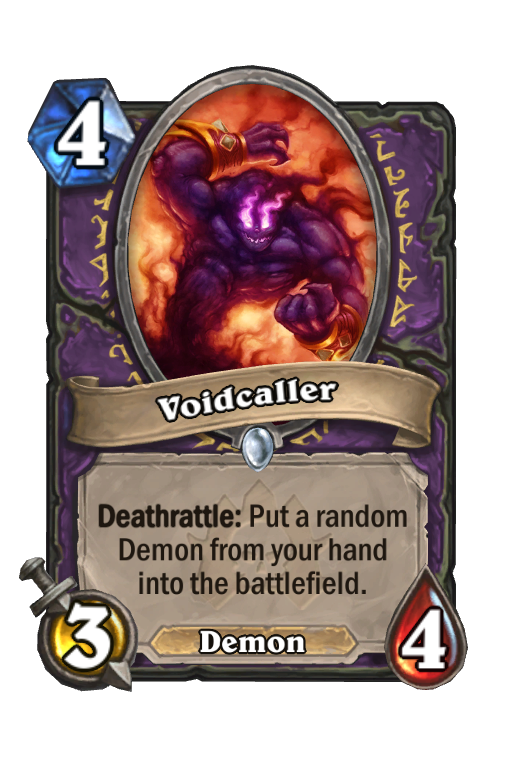 4
Voidcaller
Deathrattle: Put a random
Demon from your hand
into the battlefield.
3
Demon
4